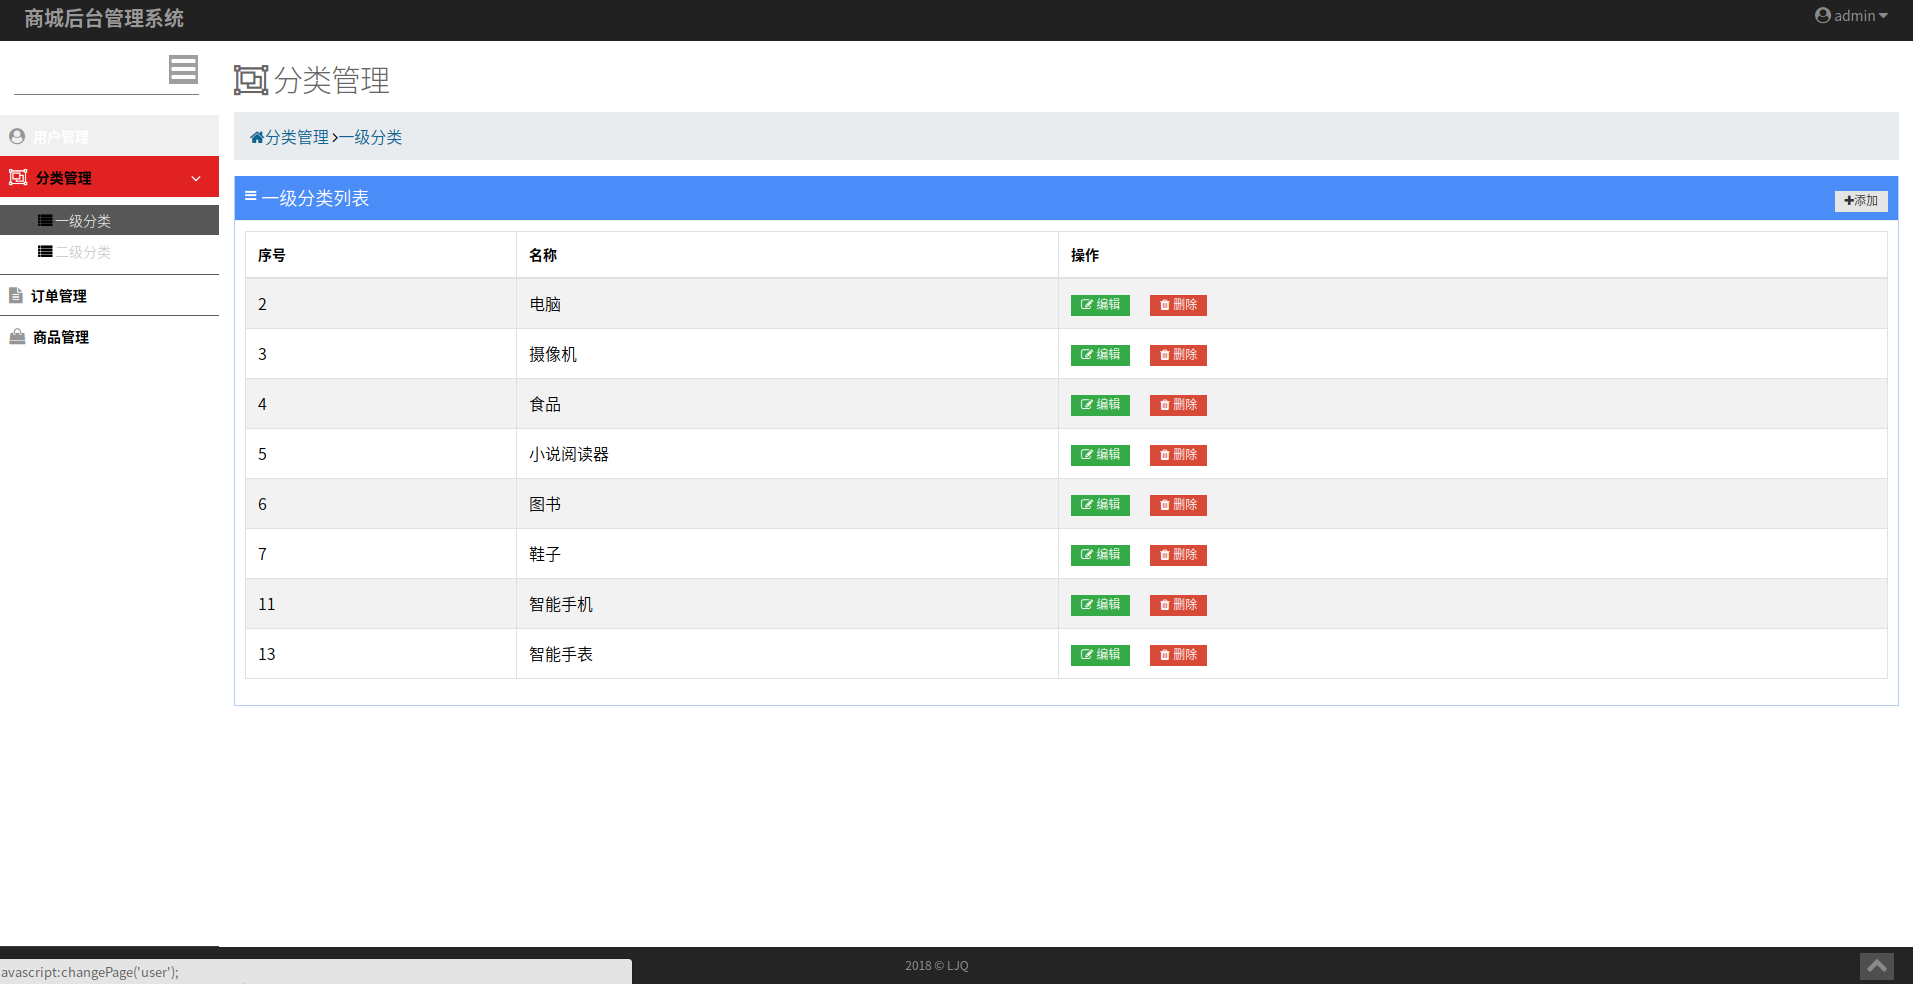 商城后台管理系统
admin
用户管理
分类管理
一级分类
二级分类
订单管理
商品管理
分类管理
分类管理 一级分类
一级分类列表
添加
序号 名称 操作
2 电脑 编辑 删除
3 摄像机 编辑 删除
4 食品 编辑 删除
5 小说阅读器 编辑 删除
6 图书 编辑 删除
7 鞋子 编辑 删除
11 智能手机 编辑 删除
13 智能手表 编辑 删除
2018 © LJQ
avascript:changePage('user');